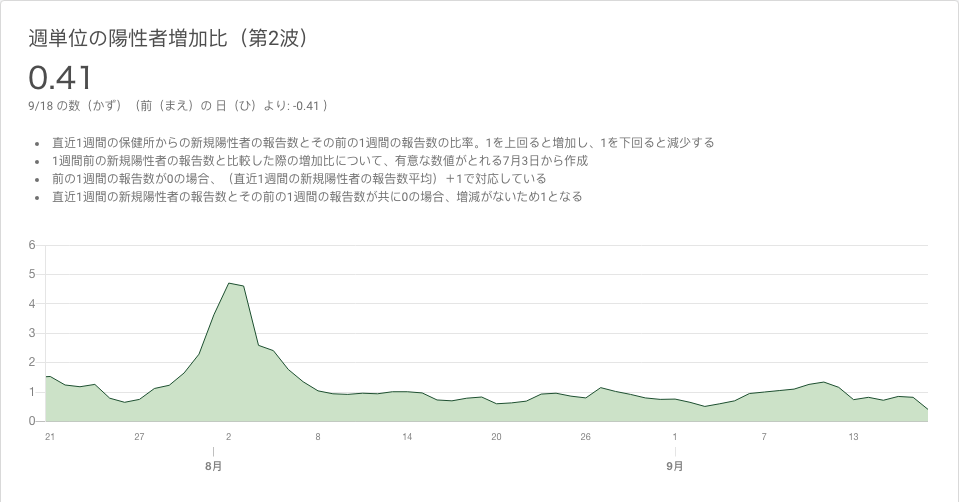 週単位の陽性者増加比（第2波）
0.41
9/18 の数（かず）（前（まえ）の 日（ひ）より: -0.41 ）
• 直近1週間の保健所からの新規陽性者の報告数とその前の1週間の報告数の比率。1を上回ると増加し、1を下回ると減少する
• 1週間前の新規陽性者の報告数と比較した際の増加比について、有意な数値がとれる7月3日から作成
• 前の1週間の報告数が0の場合、（直近1週間の新規陽性者の報告数平均）＋1で対応している
• 直近1週間の新規陽性者の報告数とその前の1週間の報告数が共に0の場合、増減がないため1となる
6
5
4
3
2
1
0
21 27 2 8 14 20 26 1 7 13
8月 9月